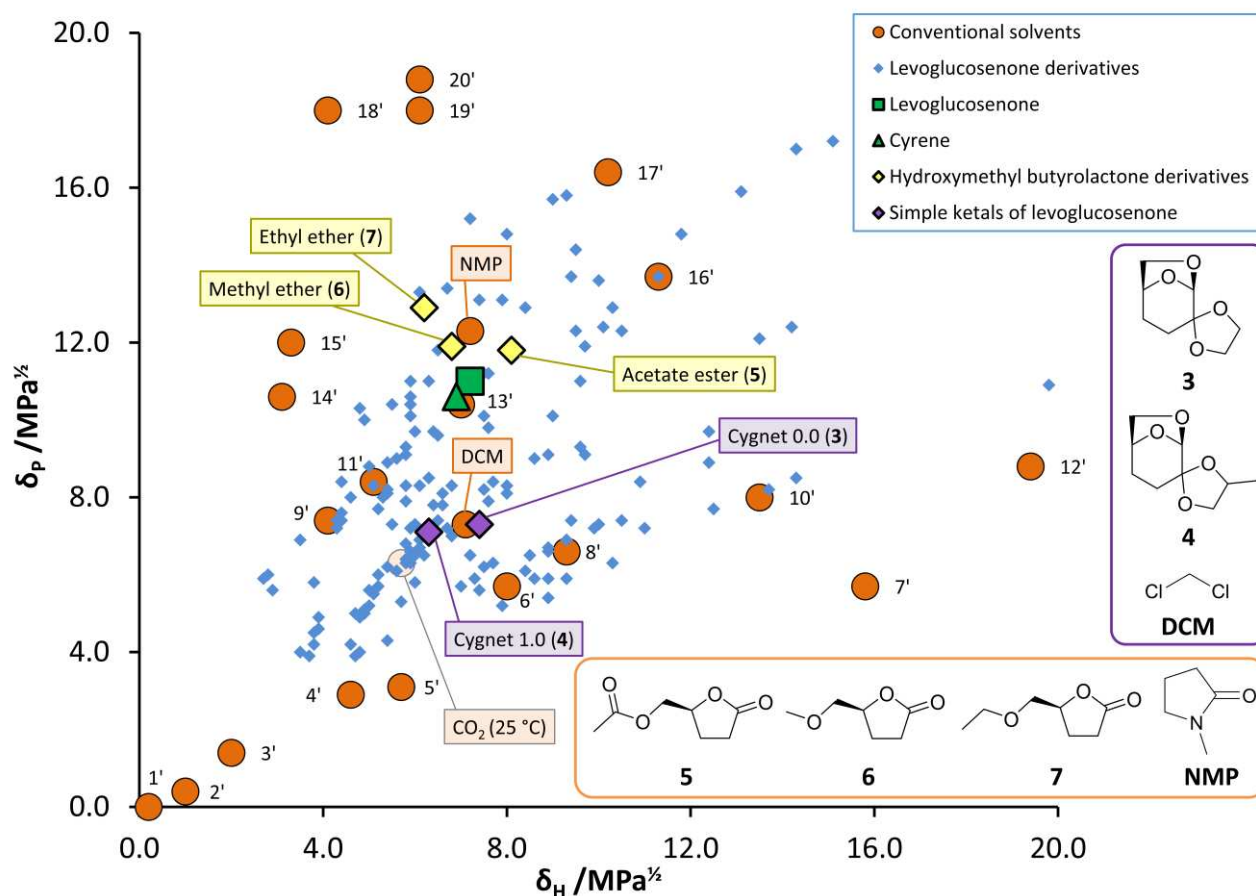 20.0
16.0
12.0
8.0
4.0
0.0
δP /MPa½
0.0
4.0
8.0
12.0
16.0
20.0
δH /MPa½
Conventional solvents
Levoglucosenone derivatives
Levoglucosenone
Cyrene
Hydroxymethyl butyrolactone derivatives
Simple ketals of levoglucosenone
20'
18'
19'
17'
Ethyl ether (7)
NMP
Methyl ether (6)
16'
15'
Acetate ester (5)
14'
13'
Cygnet 0.0 (3)
DCM
11'
12'
9'
10'
8'
6'
7'
Cygnet 1.0 (4)
4'
5'
CO2 (25 °C)
3'
1'
2'
O
O
O
O
3
O
O
O
O
4
Cl
Cl
DCM
O
O
O
O
5
O
O
O
6
O
O
O
7
O
N
NMP